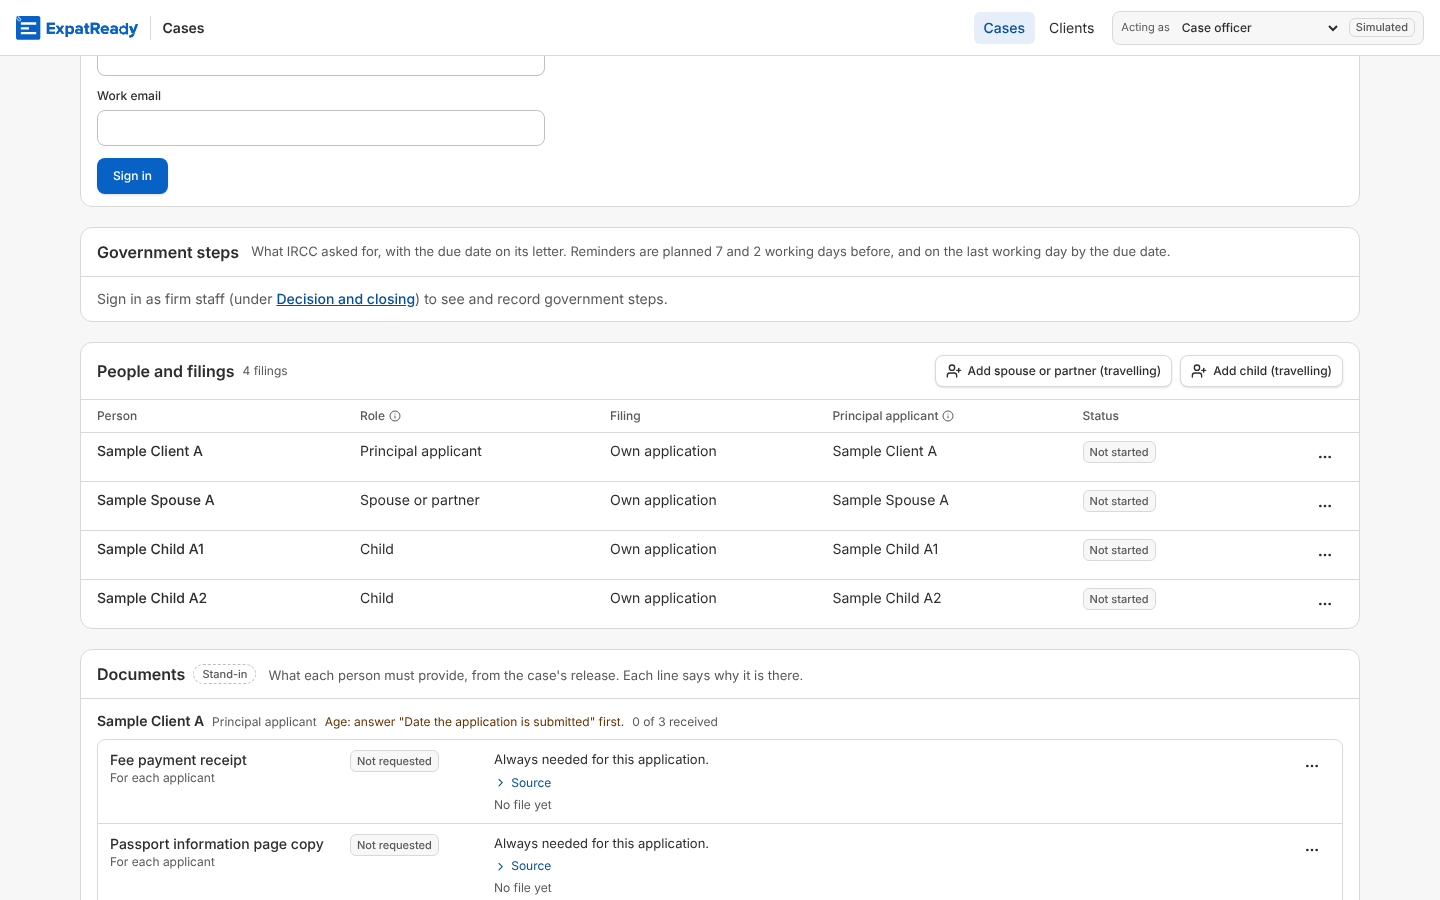 ExpatReady
Cases
Cases
Clients
Acting as
Case officer
Simulated
Work email
Sign in
Government steps What IRCC asked for, with the due date on its letter. Reminders are planned 7 and 2 working days before, and on the last working day by the due date.
Sign in as firm staff (under Decision and closing) to see and record government steps.
People and filings 4 filings
Add spouse or partner (travelling)
Add child (travelling)
Person Role Filing Principal applicant Status
Sample Client A Principal applicant Own application Sample Client A Not started
Sample Spouse A Spouse or partner Own application Sample Spouse A Not started
Sample Child A1 Child Own application Sample Child A1 Not started
Sample Child A2 Child Own application Sample Child A2 Not started
Documents Stand-in What each person must provide, from the case's release. Each line says why it is there.
Sample Client A Principal applicant Age: answer "Date the application is submitted" first. 0 of 3 received
Fee payment receipt Not requested Always needed for this application.
For each applicant
Source
No file yet
Passport information page copy Not requested Always needed for this application.
For each applicant
Source
No file yet